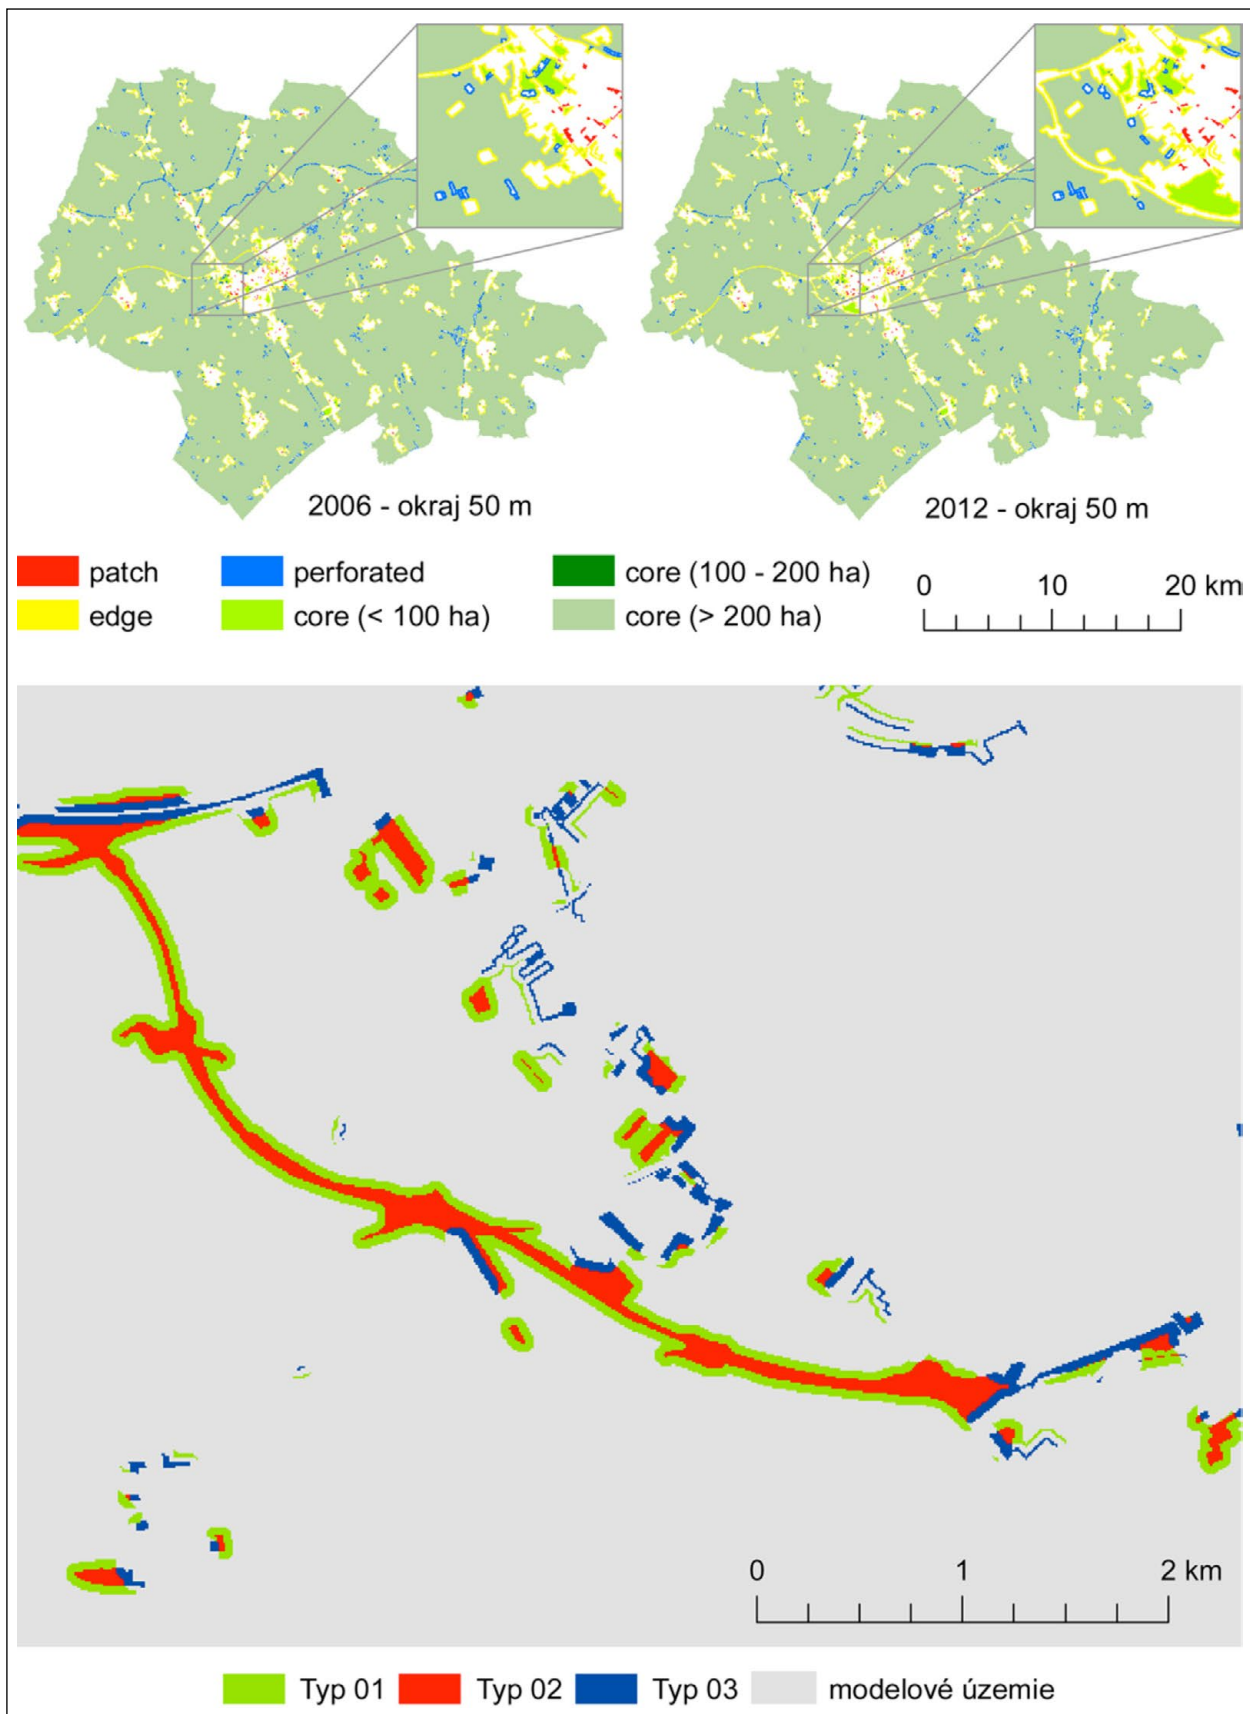 2006 - okraj 50 m
2012 - okraj 50 m
patch
perforated
core (100 - 200 ha)
edge
core (< 100 ha)
core (> 200 ha)
0 10 20 km
0 1 2 km
Typ 01 Typ 02 Typ 03 modelové územie